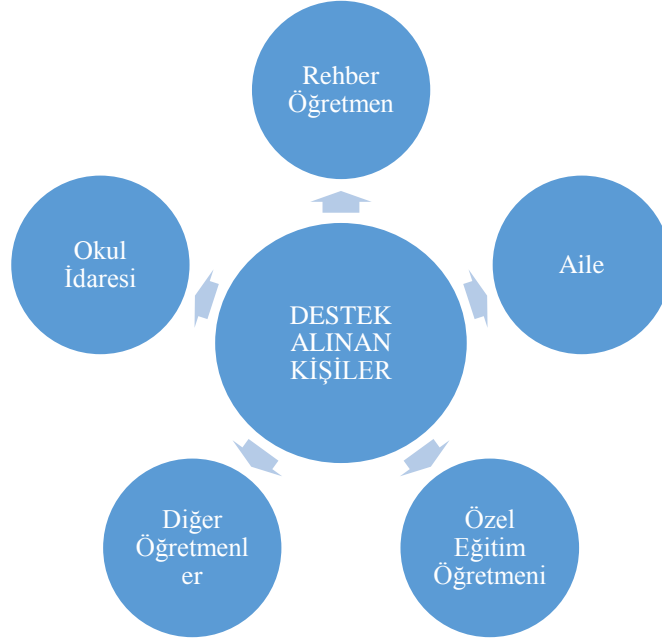 Rehber
Öğretmen
Okul
İdaresi
Aile
DESTEK
ALINAN
KİŞİLER
Diğer
Öğretmenl
er
Özel
Eğitim
Öğretmeni